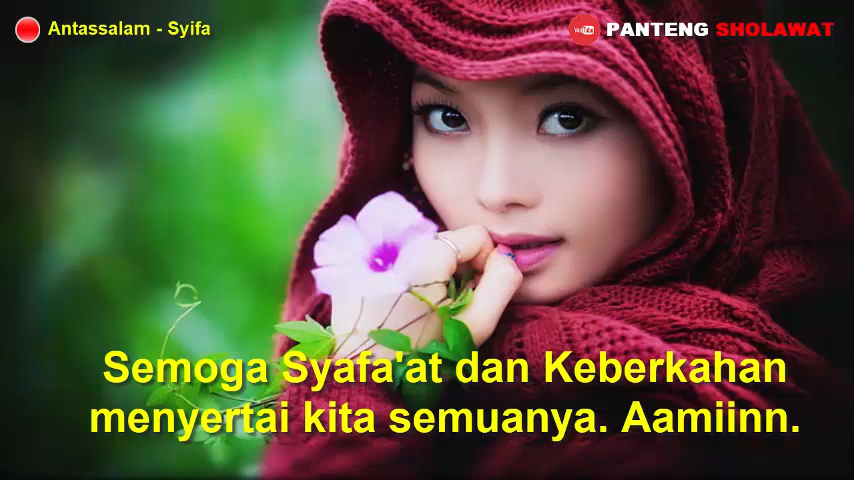 Antassalam - Syifa
PANTENG SHOLAWAT
Semoga Syafa'at dan Keberkahan
menyertai kita semuanya. Aamiinn.